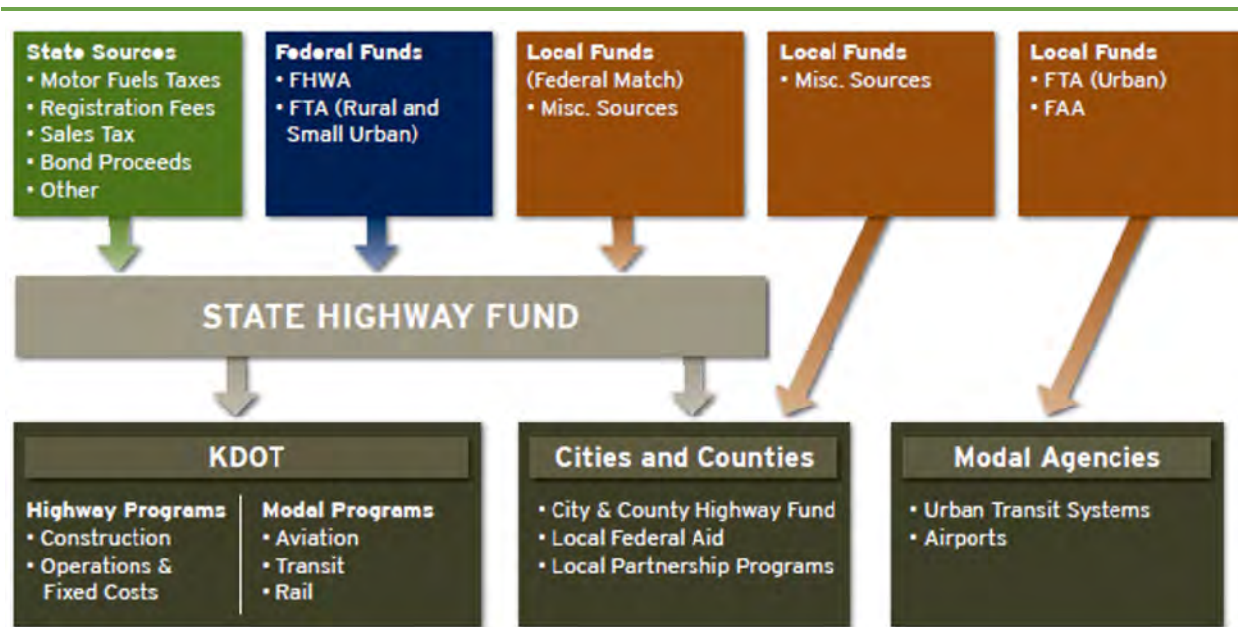 State Sources
• Motor Fuels Taxes
• Registration Fees
• Sales Tax
• Bond Proceeds
• Other
Federal Funds
• FHWA
• FTA (Rural and
Small Urban)
Local Funds
(Federal Match)
• Misc. Sources
Local Funds
• Misc. Sources
Local Funds
• FTA (Urban)
• FAA
STATE HIGHWAY FUND
KDOT
Highway Programs
• Construction
• Operations &
Fixed Costs
Modal Programs
• Aviation
• Transit
• Rail
Cities and Counties
• City & County Highway Fund
• Local Federal Aid
• Local Partnership Programs
Modal Agencies
• Urban Transit Systems
• Airports